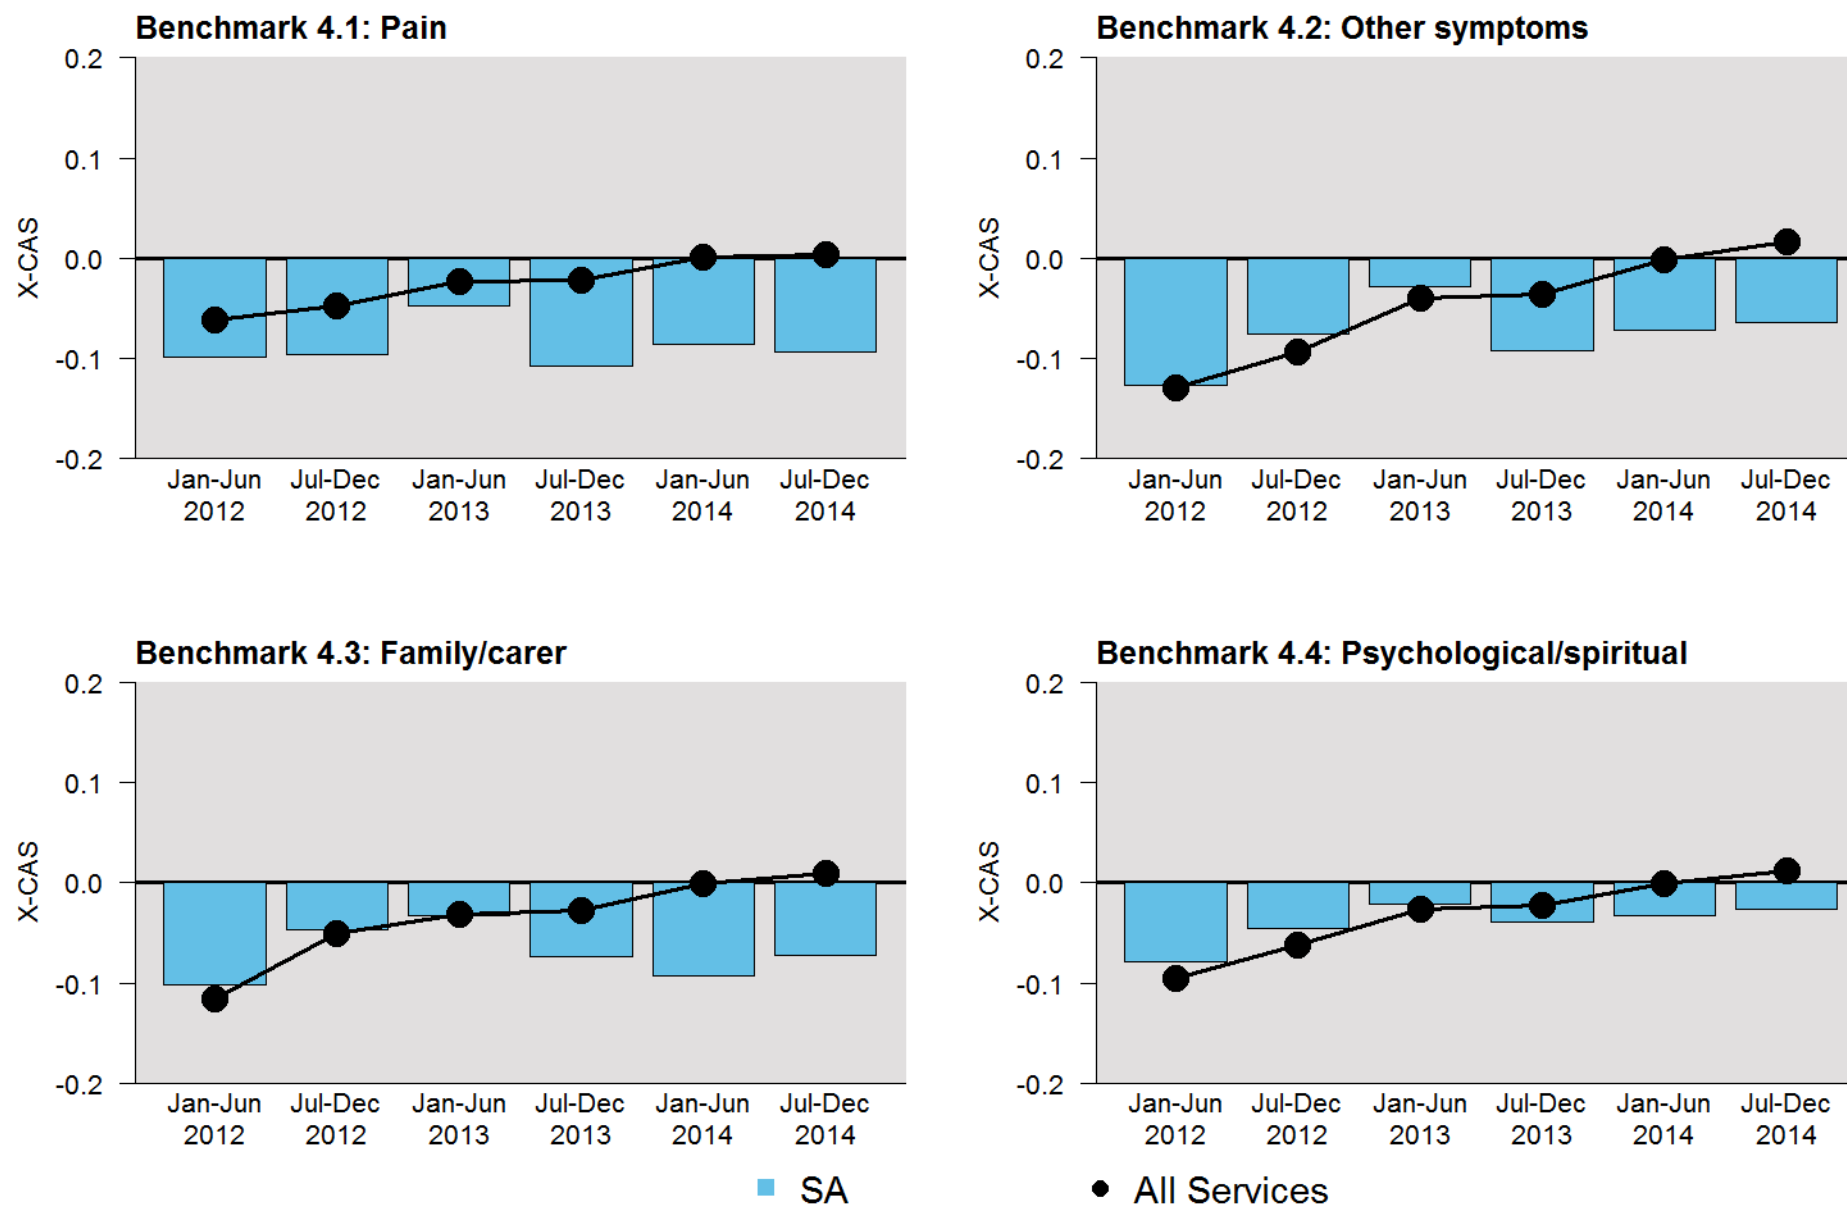 Benchmark 4.1: Pain
0.2
0.1
0.0
-0.1
-0.2
X-CAS
Jan-Jun Jul-Dec Jan-Jun Jul-Dec Jan-Jun Jul-Dec
2012 2012 2013 2013 2014 2014
Benchmark 4.2: Other symptoms
0.2
0.1
0.0
-0.1
-0.2
X-CAS
Jan-Jun Jul-Dec Jan-Jun Jul-Dec Jan-Jun Jul-Dec
2012 2012 2013 2013 2014 2014
Benchmark 4.3: Family/carer
0.2
0.1
0.0
-0.1
-0.2
X-CAS
Jan-Jun Jul-Dec Jan-Jun Jul-Dec Jan-Jun Jul-Dec
2012 2012 2013 2013 2014 2014
Benchmark 4.4: Psychological/spiritual
0.2
0.1
0.0
-0.1
-0.2
X-CAS
Jan-Jun Jul-Dec Jan-Jun Jul-Dec Jan-Jun Jul-Dec
2012 2012 2013 2013 2014 2014
SA
All Services